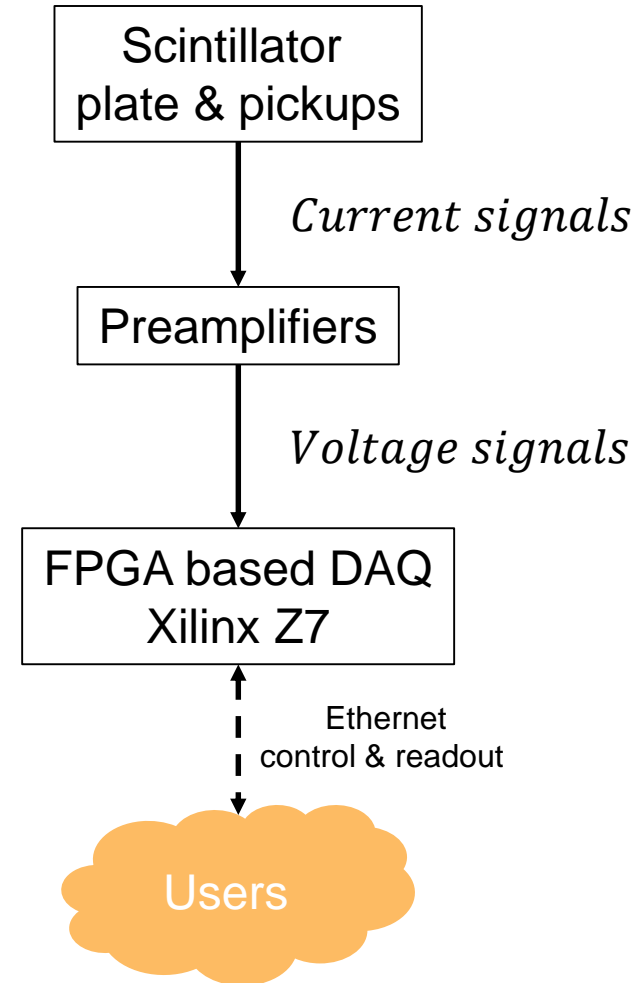 Scintillator
plate & pickups
Current signals
Preamplifiers
Voltage signals
FPGA based DAQ
Xilinx Z7
Ethernet
control & readout
Users